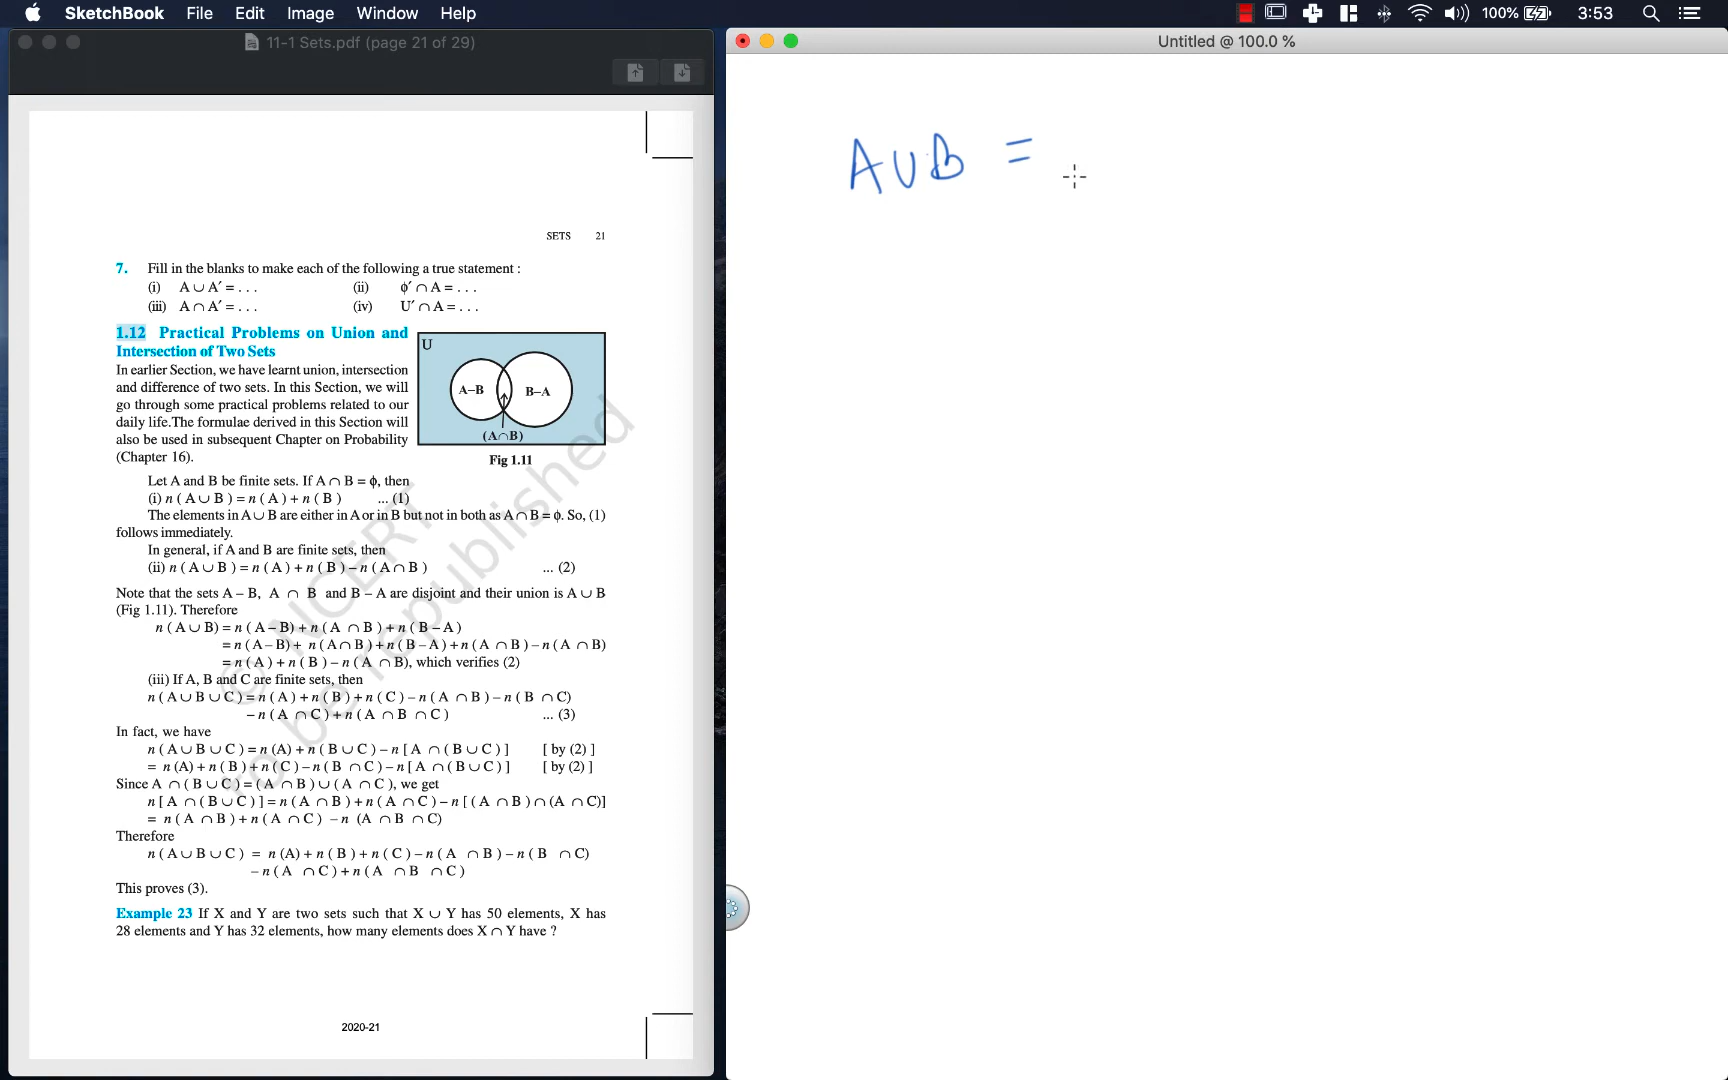 SketchBook File Edit Image Window Help 100% 3:53
11-1 Sets.pdf (page 21 of 29)
Untitled @ 100.0 %
A∪B =
SETS 21
7. Fill in the blanks to make each of the following a true statement :
(i) A ∪ A′ = . . . (ii) φ′ ∩ A = . . .
(iii) A ∩ A′ = . . . (iv) U′ ∩ A = . . .
1.12 Practical Problems on Union and
Intersection of Two Sets
In earlier Section, we have learnt union, intersection
and difference of two sets. In this Section, we will
go through some practical problems related to our
daily life.The formulae derived in this Section will
also be used in subsequent Chapter on Probability
(Chapter 16).
U
A–B
B–A
(A∩B)
Fig 1.11
Let A and B be finite sets. If A ∩ B = φ, then
(i) n ( A ∪ B ) = n ( A ) + n ( B ) ... (1)
The elements in A ∪ B are either in A or in B but not in both as A ∩ B = φ. So, (1)
follows immediately.
In general, if A and B are finite sets, then
(ii) n ( A ∪ B ) = n ( A ) + n ( B ) – n ( A ∩ B ) ... (2)
Note that the sets A – B, A ∩ B and B – A are disjoint and their union is A ∪ B
(Fig 1.11). Therefore
n ( A ∪ B) = n ( A – B) + n ( A ∩ B ) + n ( B – A )
= n ( A – B) + n ( A ∩ B ) + n ( B – A ) + n ( A ∩ B ) – n ( A ∩ B)
= n ( A ) + n ( B ) – n ( A ∩ B), which verifies (2)
(iii) If A, B and C are finite sets, then
n ( A ∪ B ∪ C ) = n ( A ) + n ( B ) + n ( C ) – n ( A ∩ B ) – n ( B ∩ C)
– n ( A ∩ C ) + n ( A ∩ B ∩ C ) ... (3)
In fact, we have
n ( A ∪ B ∪ C ) = n (A) + n ( B ∪ C ) – n [ A ∩ ( B ∪ C ) ] [ by (2) ]
= n (A) + n ( B ) + n ( C ) – n ( B ∩ C ) – n [ A ∩ ( B ∪ C ) ] [ by (2) ]
Since A ∩ ( B ∪ C ) = ( A ∩ B ) ∪ ( A ∩ C ), we get
n [ A ∩ ( B ∪ C ) ] = n ( A ∩ B ) + n ( A ∩ C ) – n [ ( A ∩ B ) ∩ (A ∩ C)]
= n ( A ∩ B ) + n ( A ∩ C ) – n (A ∩ B ∩ C)
Therefore
n ( A ∪ B ∪ C ) = n (A) + n ( B ) + n ( C ) – n ( A ∩ B ) – n ( B ∩ C)
– n ( A ∩ C ) + n ( A ∩ B ∩ C )
This proves (3).
Example 23 If X and Y are two sets such that X ∪ Y has 50 elements, X has
28 elements and Y has 32 elements, how many elements does X ∩ Y have ?
2020-21
© NCERT
to be republished